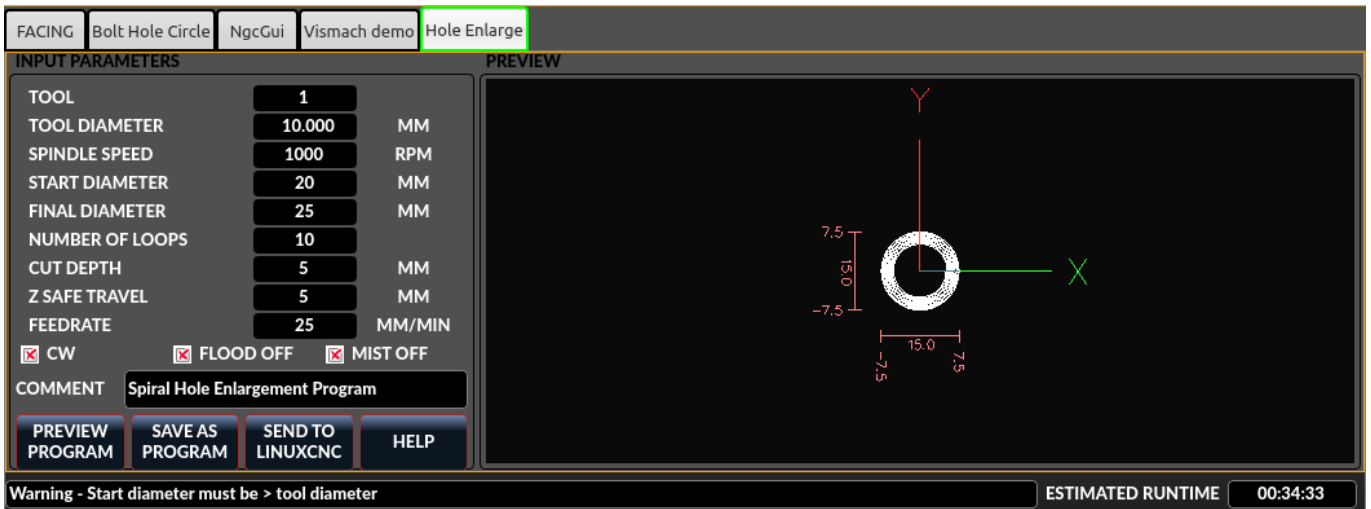 FACING Bolt Hole Circle NgcGui Vismach demo Hole Enlarge
INPUT PARAMETERS
TOOL 1
TOOL DIAMETER 10.000 MM
SPINDLE SPEED 1000 RPM
START DIAMETER 20 MM
FINAL DIAMETER 25 MM
NUMBER OF LOOPS 10
CUT DEPTH 5 MM
Z SAFE TRAVEL 5 MM
FEEDRATE 25 MM/MIN
CW FLOOD OFF MIST OFF
COMMENT Spiral Hole Enlargement Program
PREVIEW PROGRAM
SAVE AS PROGRAM
SEND TO LINUXCNC
HELP
PREVIEW
Y
7.5
15.0
-7.5
X
15.0
-7.5
7.5
Warning - Start diameter must be > tool diameter
ESTIMATED RUNTIME 00:34:33